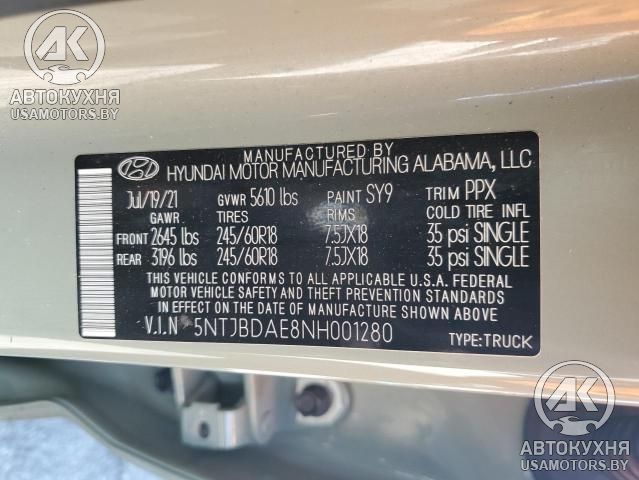 АК
АВТОКУХНЯ
USAMOTORS.BY
MANUFACTURED BY
HYUNDAI MOTOR MANUFACTURING ALABAMA, LLC
Jul/19/21 GVWR 5610 lbs PAINT SY9 TRIM PPX
GAWR TIRES RIMS COLD TIRE INFL
FRONT 2645 lbs 245/60R18 7.5JX18 35 psi SINGLE
REAR 3196 lbs 245/60R18 7.5JX18 35 psi SINGLE
THIS VEHICLE CONFORMS TO ALL APPLICABLE U.S.A. FEDERAL
MOTOR VEHICLE SAFETY AND THEFT PREVENTION STANDARDS
IN EFFECT ON THE DATE OF MANUFACTURE SHOWN ABOVE
V.I.N 5NTJBDAE8NH001280 TYPE:TRUCK
АК
АВТОКУХНЯ
USAMOTORS.BY